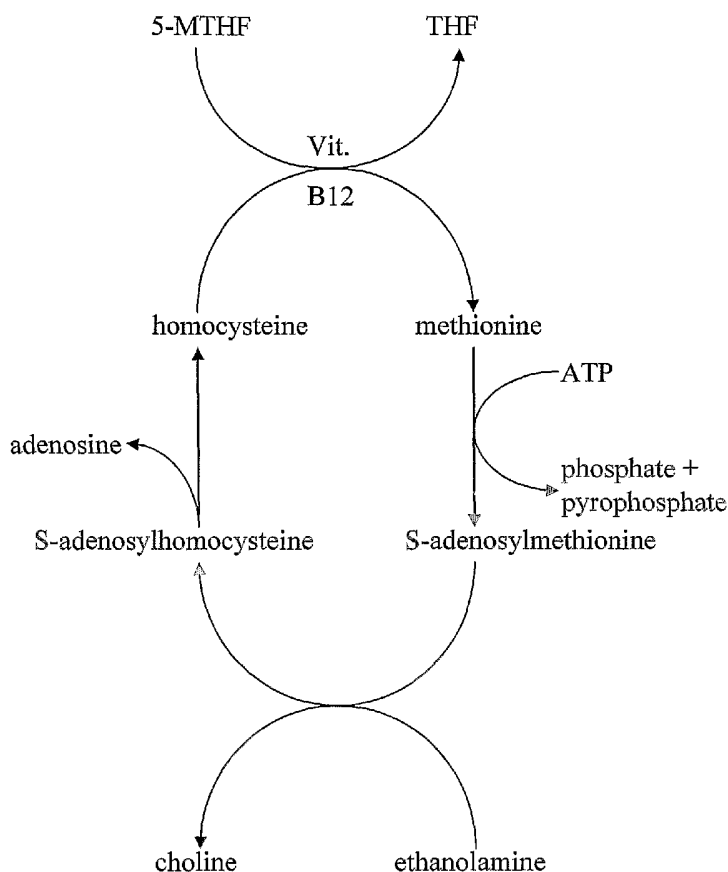 5-MTHF
THF
Vit.
B12
homocysteine
methionine
ATP
adenosine
phosphate +
pyrophosphate
S-adenosylhomocysteine
S-adenosylmethionine
choline
ethanolamine